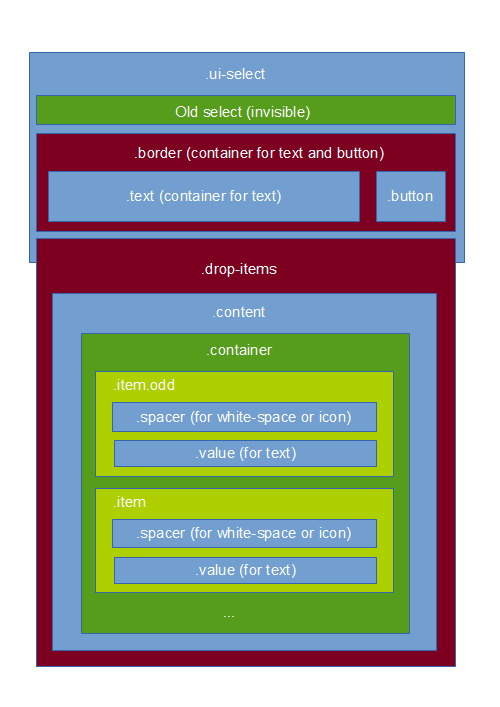 .ui-select
Old select (invisible)
.border (container for text and button)
.text (container for text)
.button
.drop-items
.content
.container
.item.odd
.spacer (for white-space or icon)
.value (for text)
.item
.spacer (for white-space or icon)
.value (for text)
...